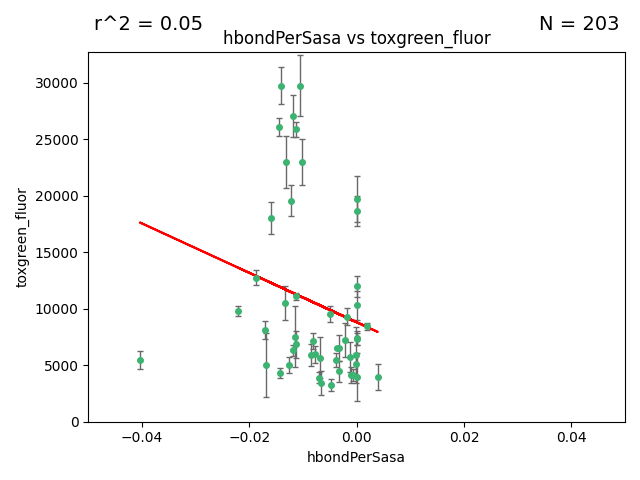 r^2 = 0.05
N = 203
hbondPerSasa vs toxgreen_fluor
30000
25000
20000
15000
10000
5000
0
toxgreen_fluor
−0.04
−0.02
0.00
0.02
0.04
hbondPerSasa